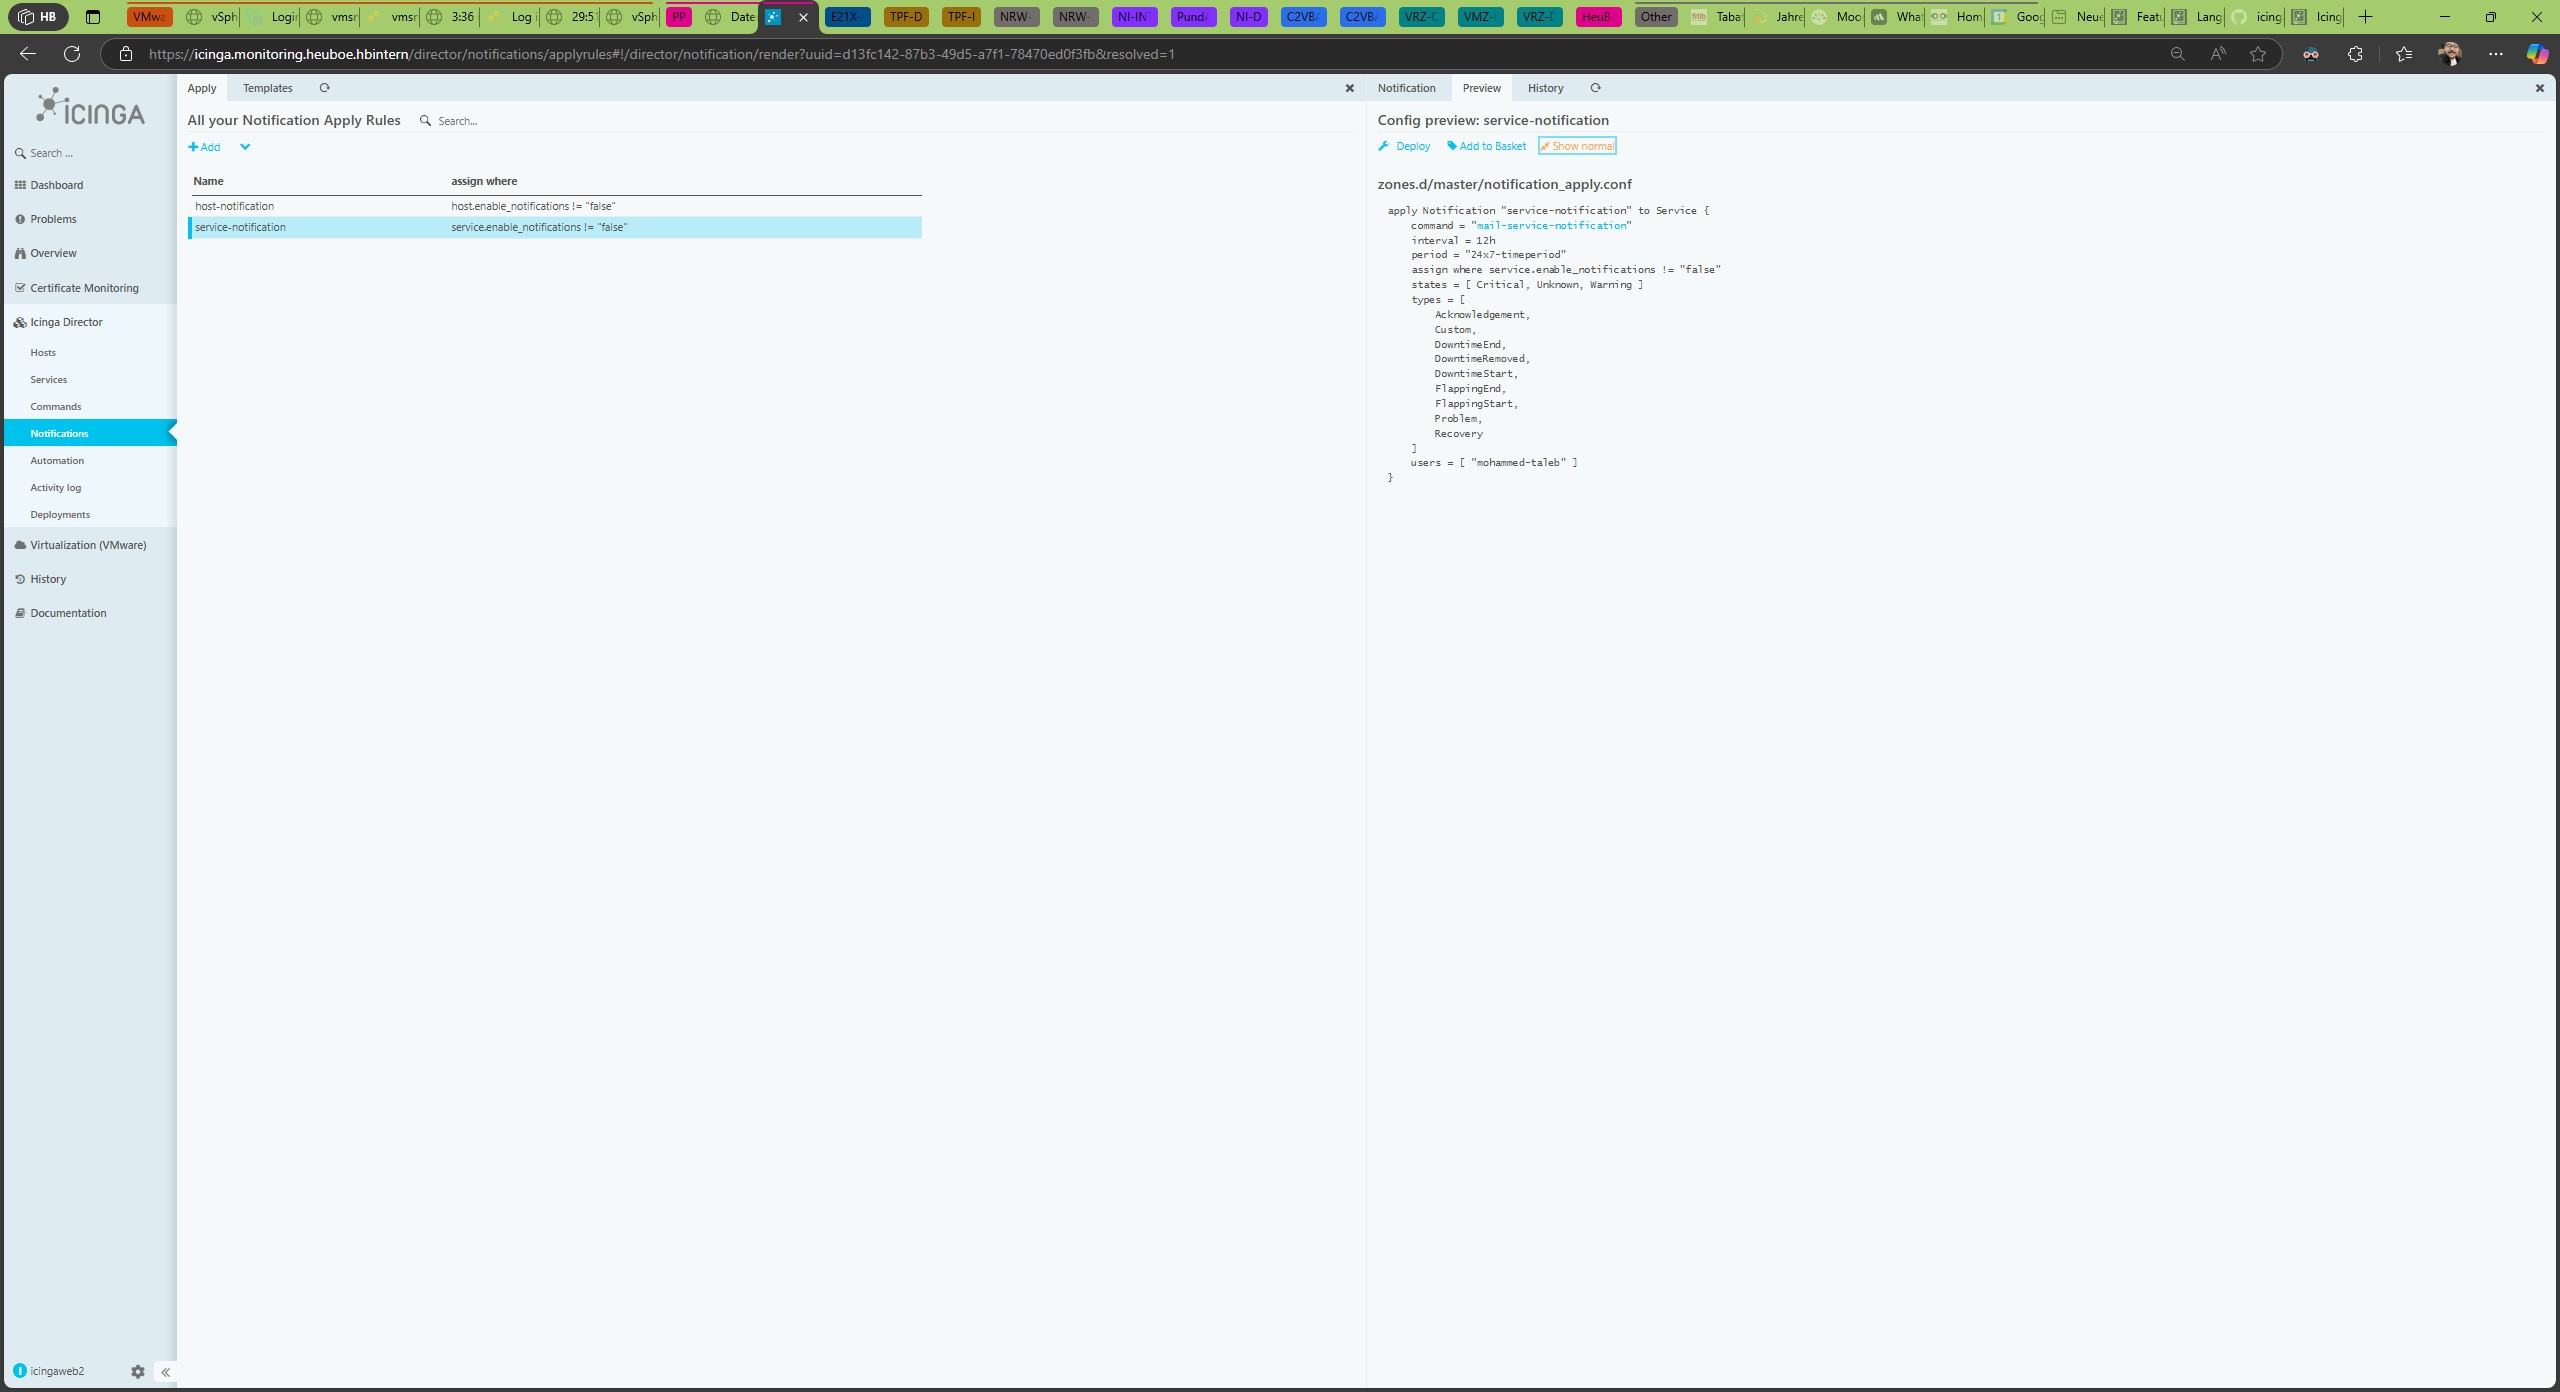 HB
VMwa
vSph
Logi
vmsr
vmsr
3:36
Log i
29:5
vSph
PP
Date
E21X-
TPF-D
TPF-I
NRW-
NRW-
NI-IN
Pund
NI-D
C2VB
C2VB
VRZ-C
VMZ-
VRZ-D
HeuB
Other
Taba
Jahre
Moo
Wha
Hom
Goog
Neue
Feat
Lang
icing
Icing
https://icinga.monitoring.heuboe.hbintern/director/notifications/applyrules#!/director/notification/render?uuid=d13fc142-87b3-49d5-a7f1-78470ed0f3fb&resolved=1
ICINGA
Search ...
Dashboard
Problems
Overview
Certificate Monitoring
Icinga Director
Hosts
Services
Commands
Notifications
Automation
Activity log
Deployments
Virtualization (VMware)
History
Documentation
icingaweb2
Apply Templates
All your Notification Apply Rules Search...
Add
Name assign where
host-notification host.enable_notifications != "false"
service-notification service.enable_notifications != "false"
Notification Preview History
Config preview: service-notification
Deploy Add to Basket Show normal
zones.d/master/notification_apply.conf
apply Notification "service-notification" to Service {
command = "mail-service-notification"
interval = 12h
period = "24x7-timeperiod"
assign where service.enable_notifications != "false"
states = [ Critical, Unknown, Warning ]
types = [
Acknowledgement,
Custom,
DowntimeEnd,
DowntimeRemoved,
DowntimeStart,
FlappingEnd,
FlappingStart,
Problem,
Recovery
]
users = [ "mohammed-taleb" ]
}